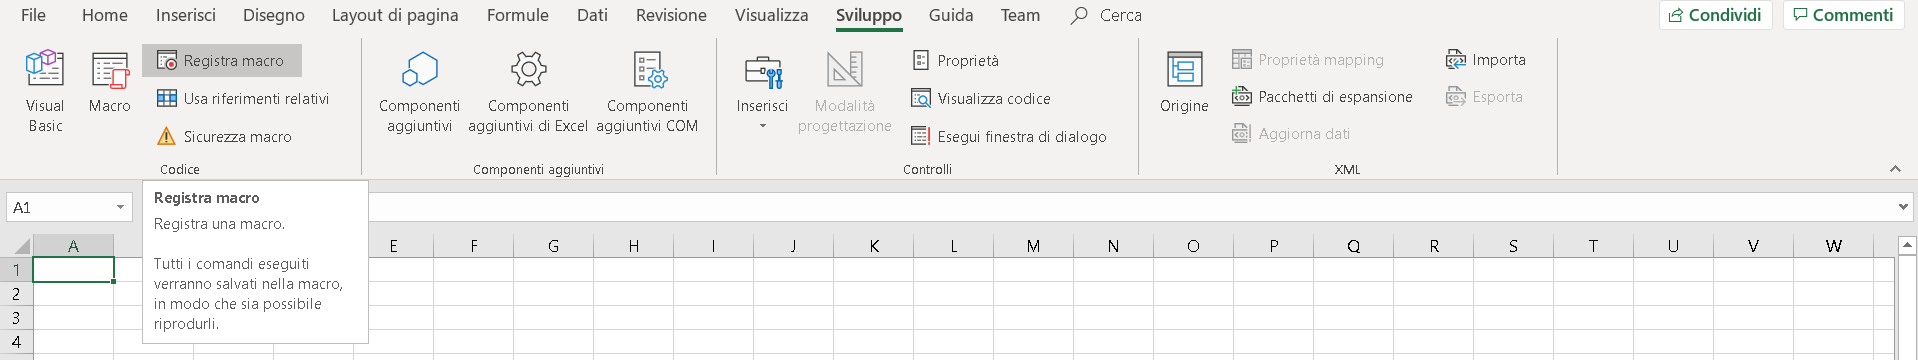 File Home Inserisci Disegno Layout di pagina Formule Dati Revisione Visualizza Sviluppo Guida Team Cerca Condividi Commenti
Visual Basic
Macro
Registra macro
Usa riferimenti relativi
Sicurezza macro
Codice
Componenti aggiuntivi
Componenti aggiuntivi di Excel
Componenti aggiuntivi COM
Componenti aggiuntivi
Inserisci
Modalità progettazione
Proprietà
Visualizza codice
Esegui finestra di dialogo
Controlli
Origine
Proprietà mapping
Pacchetti di espansione
Aggiorna dati
Importa
Esporta
XML
A1
Registra macro
Registra una macro.
Tutti i comandi eseguiti
verranno salvati nella macro,
in modo che sia possibile
riprodurli.
A E F G H I J K L M N O P Q R S T U V W
1
2
3
4